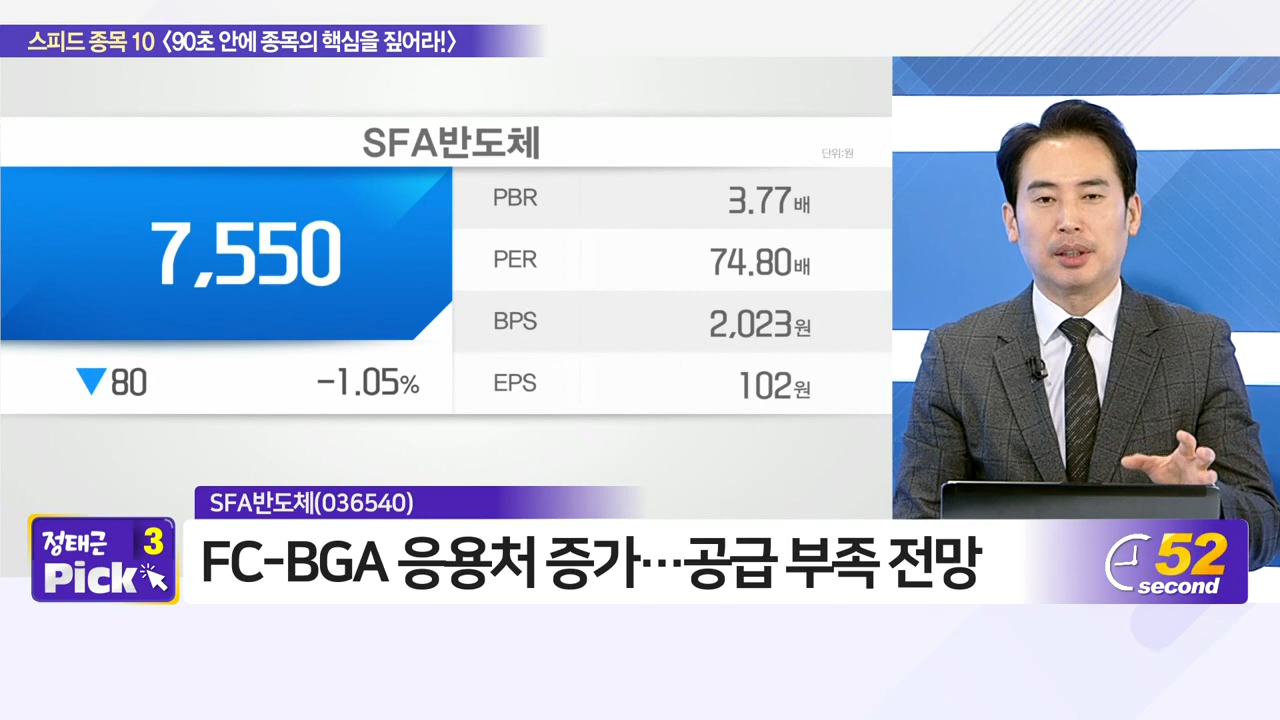 스피드 종목 10 〈90초 안에 종목의 핵심을 짚어라!〉
SFA반도체
단위:원
7,550
▼80 -1.05%
PBR 3.77배
PER 74.80배
BPS 2,023원
EPS 102원
SFA반도체(036540)
정태근 3
Pick
FC-BGA 응용처 증가…공급 부족 전망
52
second